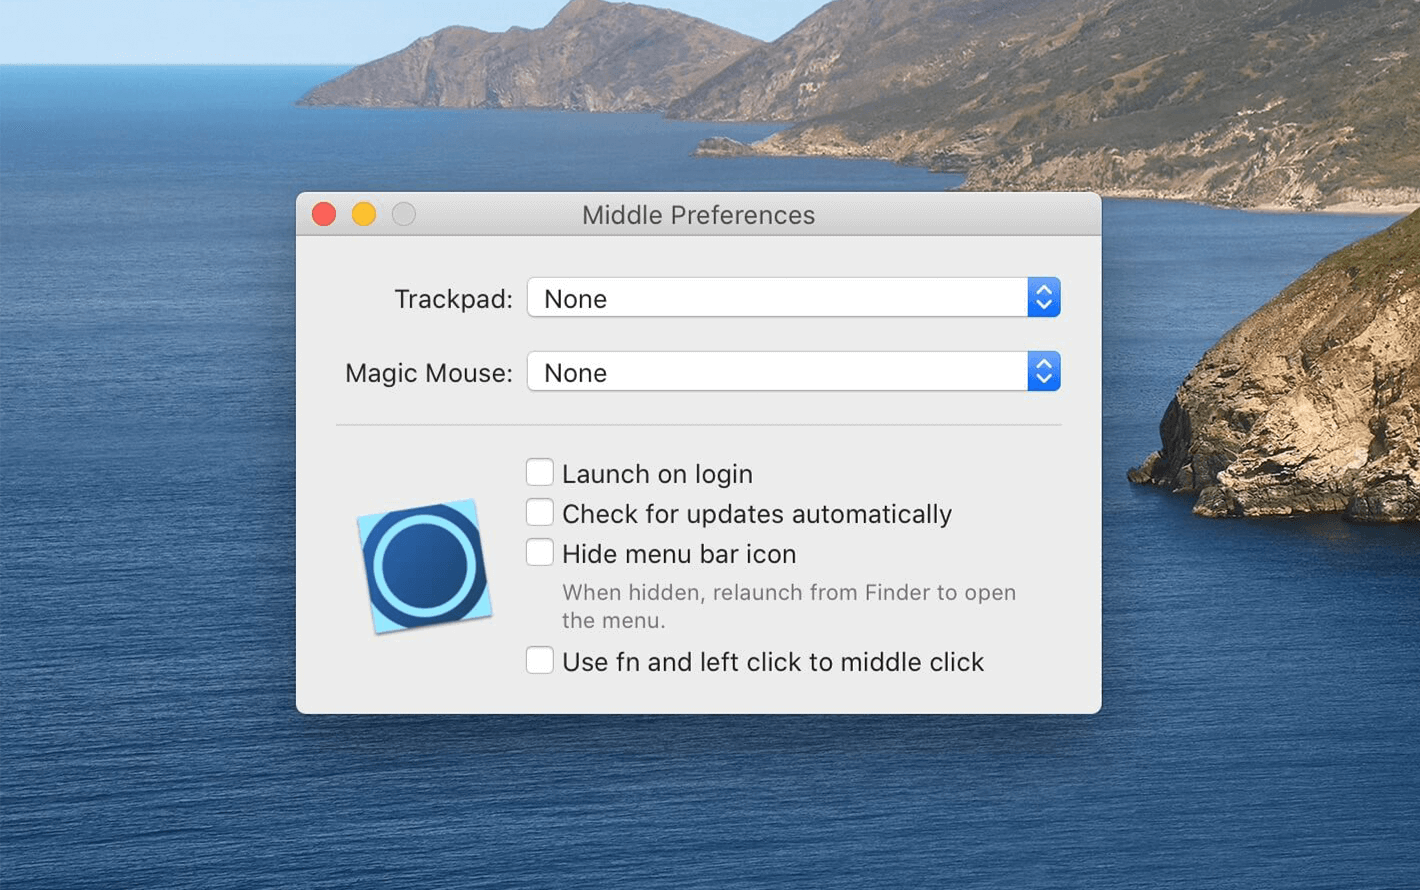 Middle Preferences
Trackpad: None
Magic Mouse: None
Launch on login
Check for updates automatically
Hide menu bar icon
When hidden, relaunch from Finder to open
the menu.
Use fn and left click to middle click